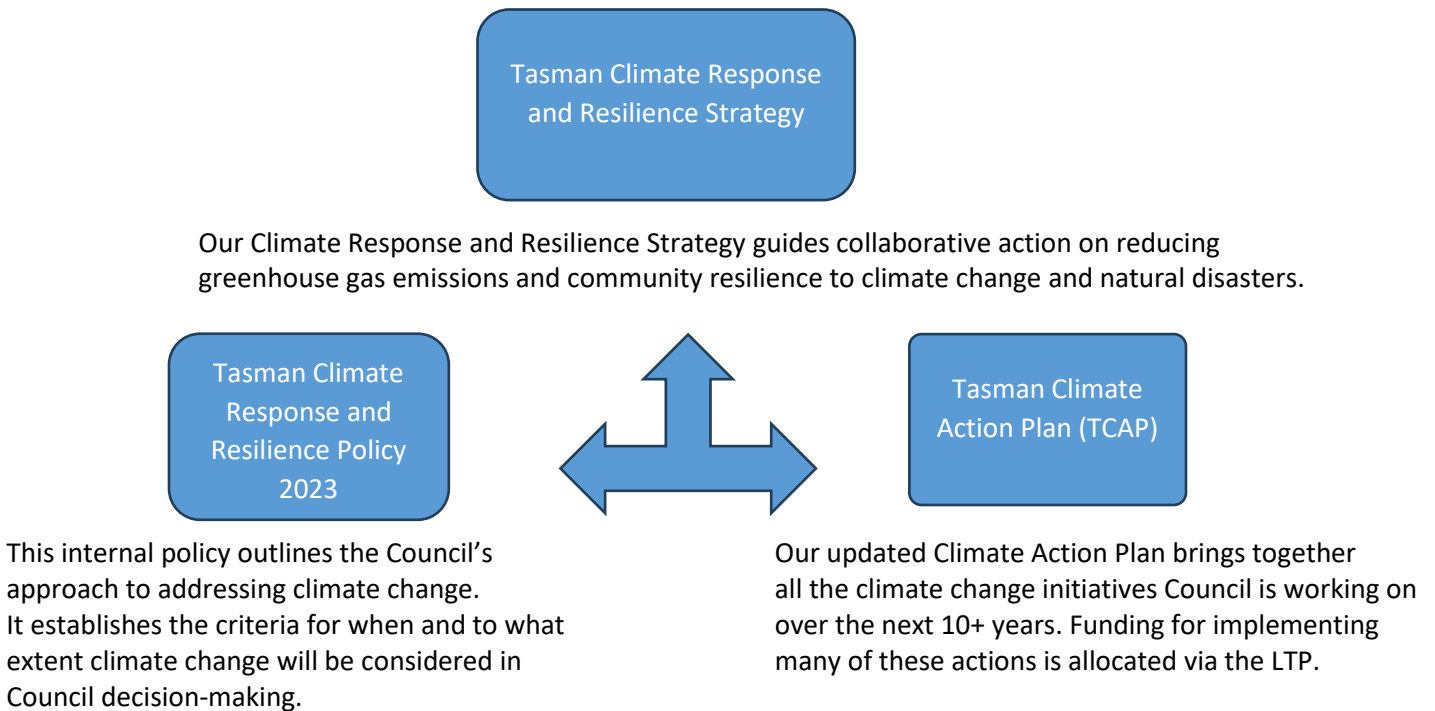 Tasman Climate Response
and Resilience Strategy
Our Climate Response and Resilience Strategy guides collaborative action on reducing
greenhouse gas emissions and community resilience to climate change and natural disasters.
Tasman Climate
Response and
Resilience Policy
2023
Tasman Climate
Action Plan (TCAP)
This internal policy outlines the Council’s
approach to addressing climate change.
It establishes the criteria for when and to what
extent climate change will be considered in
Council decision-making.
Our updated Climate Action Plan brings together
all the climate change initiatives Council is working on
over the next 10+ years. Funding for implementing
many of these actions is allocated via the LTP.